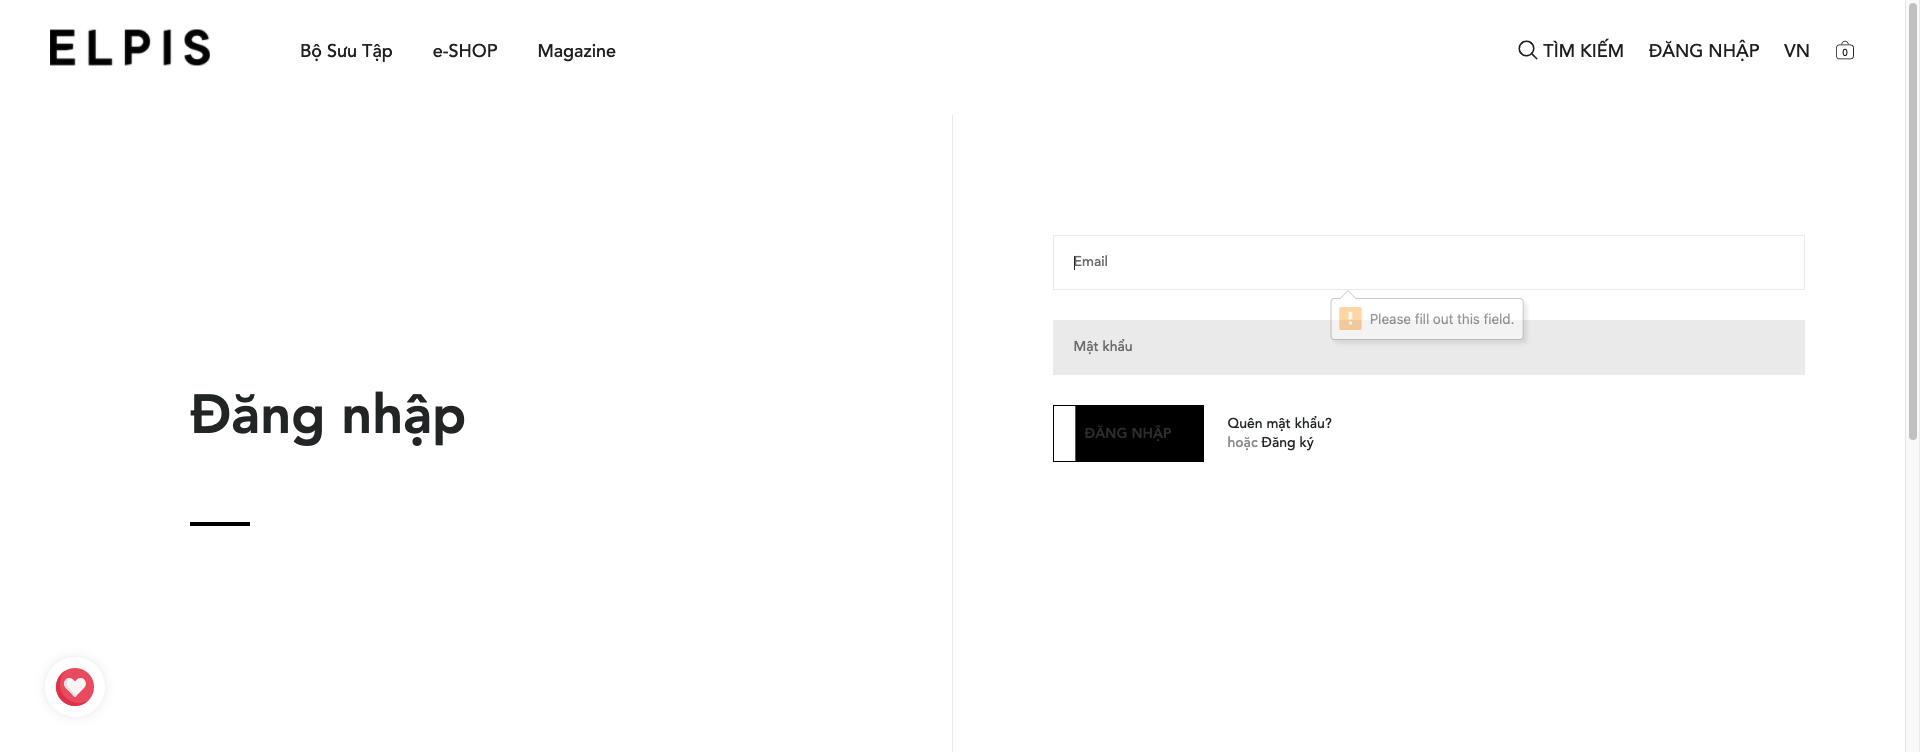 ELPIS
Bộ Sưu Tập
e-SHOP
Magazine
TÌM KIẾM
ĐĂNG NHẬP
VN
0
Đăng nhập
Email
Please fill out this field.
Mật khẩu
ĐĂNG NHẬP
Quên mật khẩu?
hoặc Đăng ký